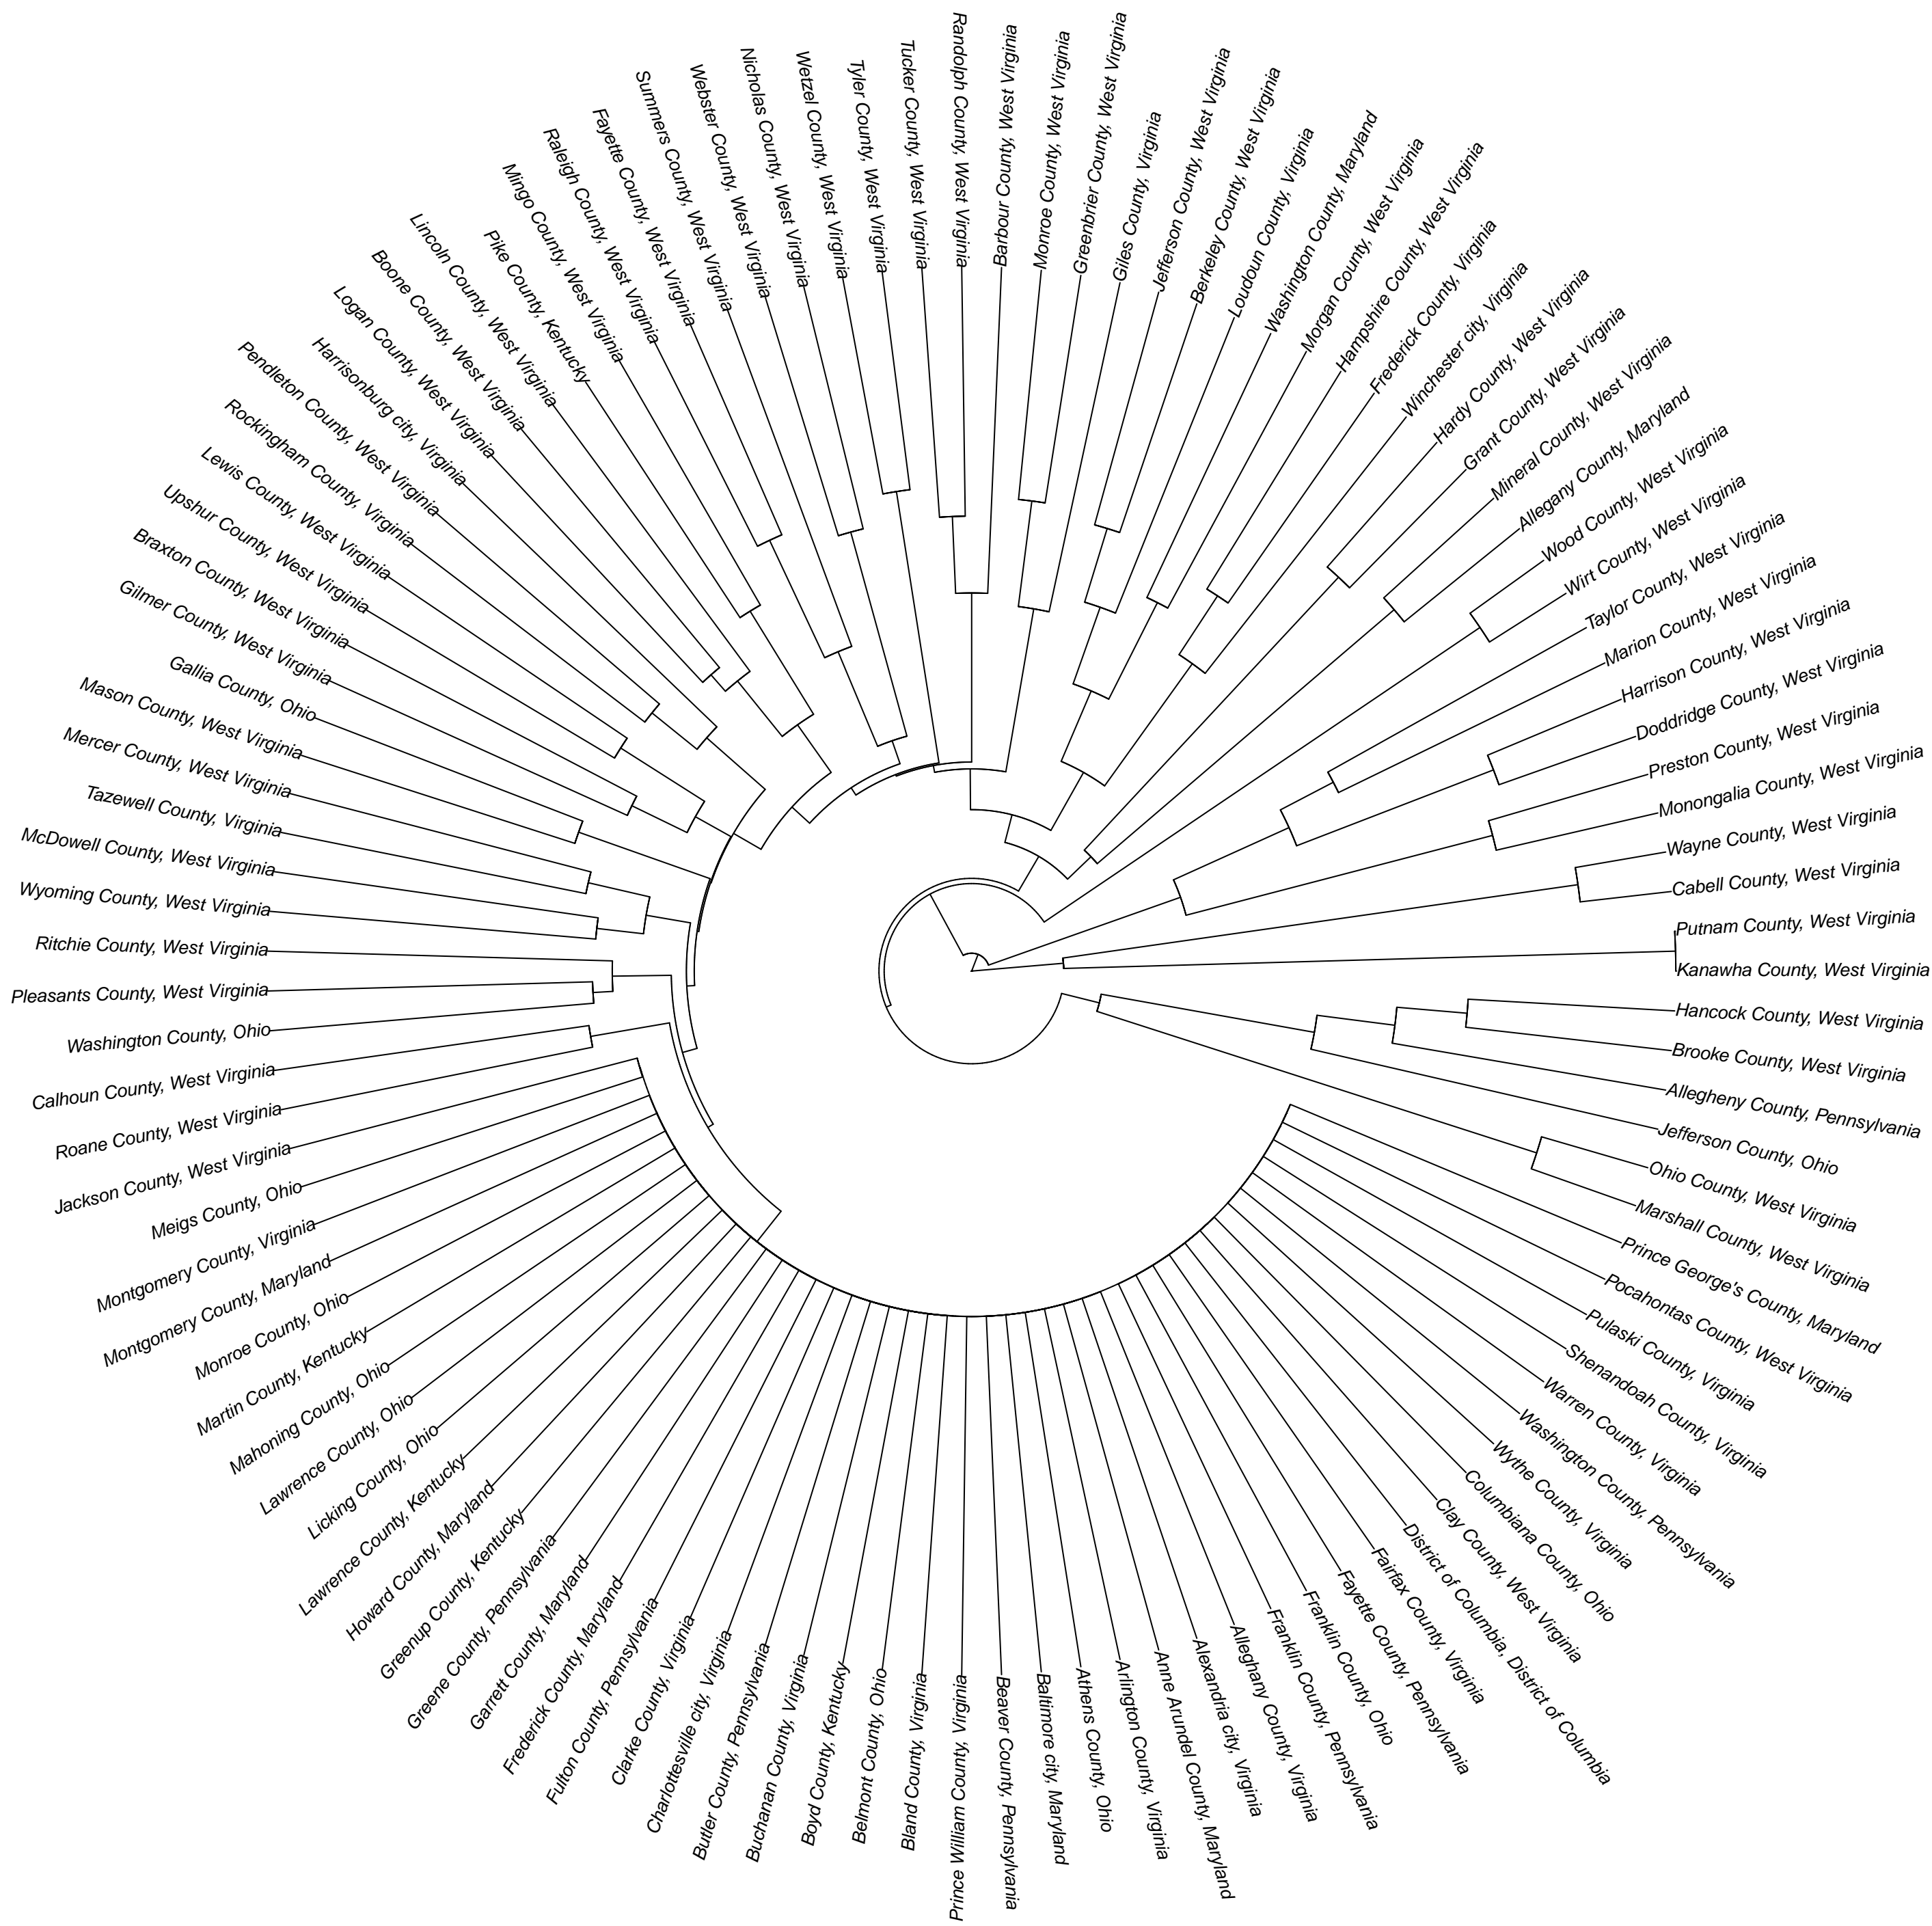 Randolph County, West Virginia
Barbour County, West Virginia
Monroe County, West Virginia
Greenbrier County, West Virginia
Giles County, Virginia
Jefferson County, West Virginia
Berkeley County, West Virginia
Loudoun County, Virginia
Washington County, Maryland
Morgan County, West Virginia
Hampshire County, West Virginia
Frederick County, Virginia
Winchester city, Virginia
Hardy County, West Virginia
Grant County, West Virginia
Mineral County, West Virginia
Allegany County, Maryland
Wood County, West Virginia
Wirt County, West Virginia
Taylor County, West Virginia
Marion County, West Virginia
Harrison County, West Virginia
Doddridge County, West Virginia
Preston County, West Virginia
Monongalia County, West Virginia
Wayne County, West Virginia
Cabell County, West Virginia
Putnam County, West Virginia
Kanawha County, West Virginia
Hancock County, West Virginia
Brooke County, West Virginia
Allegheny County, Pennsylvania
Jefferson County, Ohio
Ohio County, West Virginia
Marshall County, West Virginia
Prince George's County, Maryland
Pocahontas County, West Virginia
Pulaski County, Virginia
Shenandoah County, Virginia
Warren County, Virginia
Washington County, Pennsylvania
Wythe County, Virginia
Columbiana County, Ohio
Clay County, West Virginia
District of Columbia, District of Columbia
Fairfax County, Virginia
Fayette County, Pennsylvania
Franklin County, Ohio
Franklin County, Pennsylvania
Alleghany County, Virginia
Alexandria city, Virginia
Anne Arundel County, Maryland
Arlington County, Virginia
Athens County, Ohio
Baltimore city, Maryland
Beaver County, Pennsylvania
Prince William County, Virginia
Bland County, Virginia
Belmont County, Ohio
Boyd County, Kentucky
Buchanan County, Virginia
Butler County, Pennsylvania
Charlottesville city, Virginia
Clarke County, Virginia
Fulton County, Pennsylvania
Frederick County, Maryland
Garrett County, Maryland
Greene County, Pennsylvania
Greenup County, Kentucky
Howard County, Maryland
Lawrence County, Kentucky
Licking County, Ohio
Lawrence County, Ohio
Mahoning County, Ohio
Martin County, Kentucky
Monroe County, Ohio
Montgomery County, Maryland
Montgomery County, Virginia
Meigs County, Ohio
Jackson County, West Virginia
Roane County, West Virginia
Calhoun County, West Virginia
Washington County, Ohio
Pleasants County, West Virginia
Ritchie County, West Virginia
Wyoming County, West Virginia
McDowell County, West Virginia
Tazewell County, Virginia
Mercer County, West Virginia
Mason County, West Virginia
Gallia County, Ohio
Gilmer County, West Virginia
Braxton County, West Virginia
Upshur County, West Virginia
Lewis County, West Virginia
Rockingham County, Virginia
Pendleton County, West Virginia
Harrisonburg city, Virginia
Logan County, West Virginia
Boone County, West Virginia
Lincoln County, West Virginia
Pike County, Kentucky
Mingo County, West Virginia
Raleigh County, West Virginia
Fayette County, West Virginia
Summers County, West Virginia
Webster County, West Virginia
Nicholas County, West Virginia
Wetzel County, West Virginia
Tyler County, West Virginia
Tucker County, West Virginia